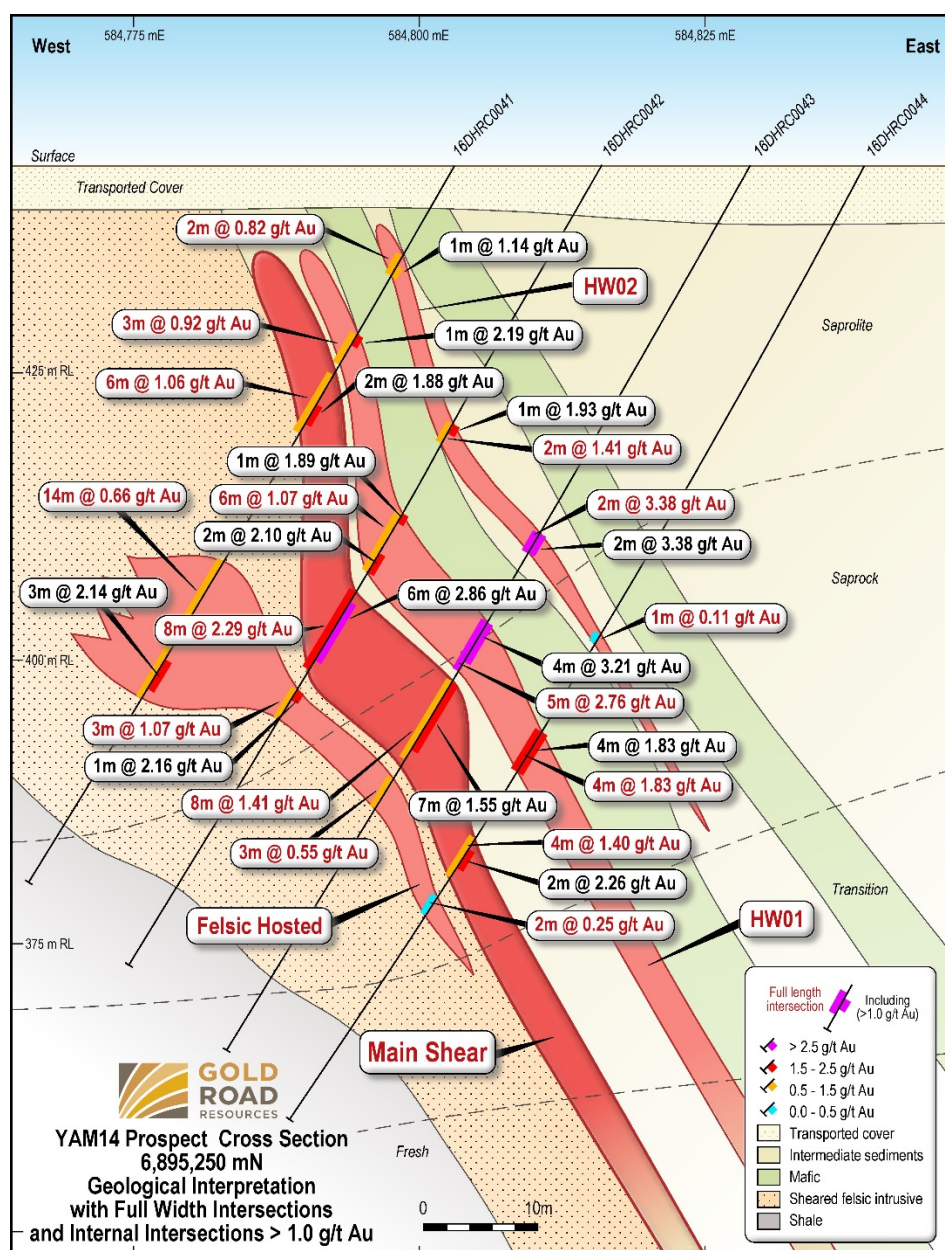 584,775 mE
584,800 mE
584,825 mE
West
East
16DHRC0041
16DHRC0042
16DHRC0043
16DHRC0044
Surface
Transported Cover
2m @ 0.82 g/t Au
1m @ 1.14 g/t Au
HW02
3m @ 0.92 g/t Au
1m @ 2.19 g/t Au
Saprolite
425 m RL
6m @ 1.06 g/t Au
2m @ 1.88 g/t Au
1m @ 1.93 g/t Au
2m @ 1.41 g/t Au
1m @ 1.89 g/t Au
14m @ 0.66 g/t Au
6m @ 1.07 g/t Au
2m @ 3.38 g/t Au
2m @ 2.10 g/t Au
2m @ 3.38 g/t Au
Saprock
3m @ 2.14 g/t Au
6m @ 2.86 g/t Au
1m @ 0.11 g/t Au
8m @ 2.29 g/t Au
400 m RL
4m @ 3.21 g/t Au
5m @ 2.76 g/t Au
3m @ 1.07 g/t Au
4m @ 1.83 g/t Au
1m @ 2.16 g/t Au
4m @ 1.83 g/t Au
8m @ 1.41 g/t Au
7m @ 1.55 g/t Au
3m @ 0.55 g/t Au
4m @ 1.40 g/t Au
2m @ 2.26 g/t Au
Transition
Felsic Hosted
2m @ 0.25 g/t Au
HW01
375 m RL
Main Shear
Full length
intersection
Including
(>1.0 g/t Au)
> 2.5 g/t Au
1.5 - 2.5 g/t Au
0.5 - 1.5 g/t Au
0.0 - 0.5 g/t Au
Transported cover
Intermediate sediments
Mafic
Sheared felsic intrusive
Shale
GOLD
ROAD
RESOURCES
YAM14 Prospect Cross Section
6,895,250 mN
Geological Interpretation
with Full Width Intersections
and Internal Intersections > 1.0 g/t Au
Fresh
0
10m